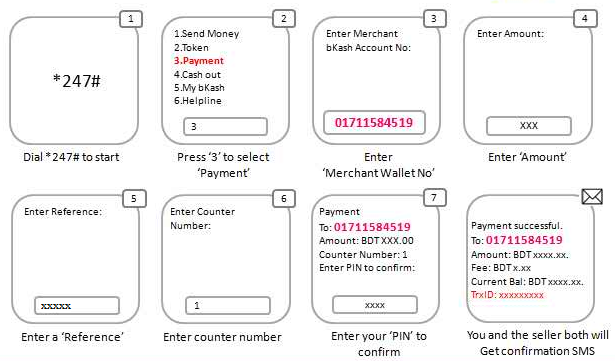 1
*247#
Dial *247# to start
2
1.Send Money
2.Token
3.Payment
4.Cash out
5.My bKash
6.Helpline
3
Press '3' to select
'Payment'
3
Enter Merchant
bKash Account No:
01711584519
Enter
'Merchant Wallet No'
4
Enter Amount:
XXX
Enter 'Amount'
5
Enter Reference:
xxxxx
Enter a 'Reference'
6
Enter Counter
Number:
1
Enter counter number
7
Payment
To: 01711584519
Amount: BDT XXX.00
Counter Number: 1
Enter PIN to confirm:
xxxx
Enter your 'PIN' to
confirm
Payment successful.
To: 01711584519
Amount: BDT xxxx.xx.
Fee: BDT x.xx
Current Bal: BDT xxxx.xx.
TrxID: xxxxxxxxx
You and the seller both will
Get confirmation SMS